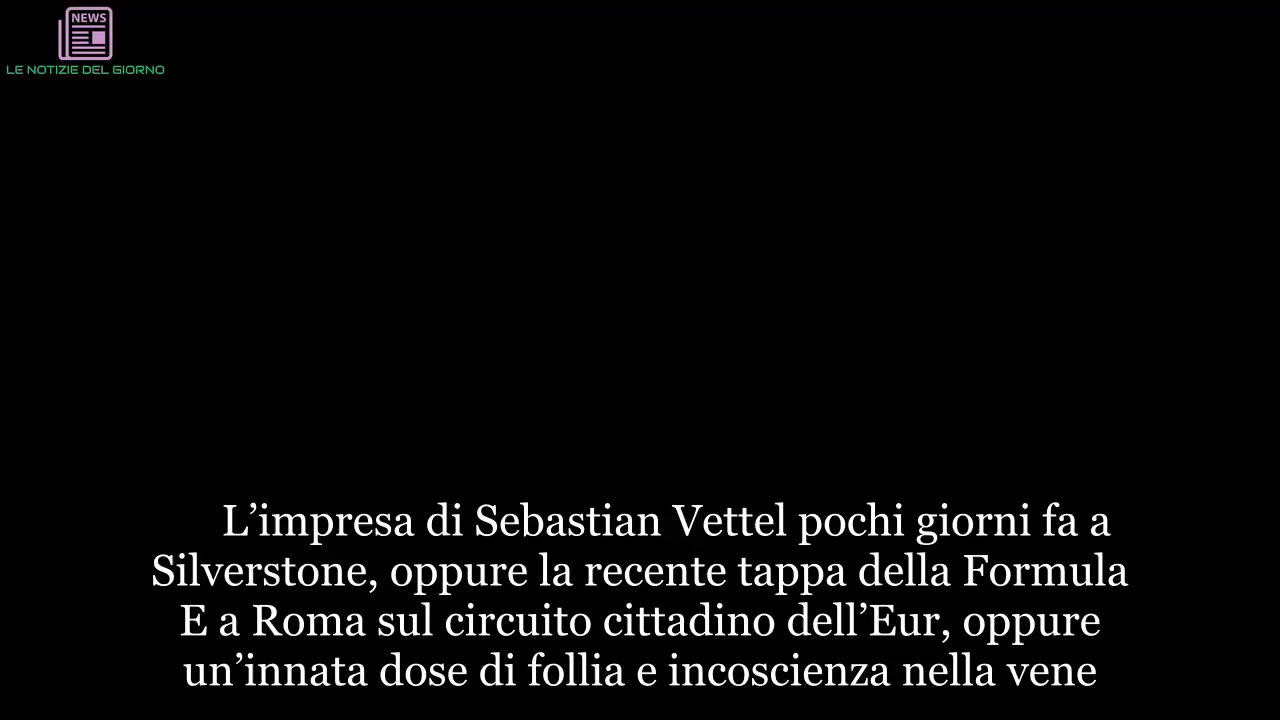 NEWS
LE NOTIZIE DEL GIORNO
L’impresa di Sebastian Vettel pochi giorni fa a
Silverstone, oppure la recente tappa della Formula
E a Roma sul circuito cittadino dell’Eur, oppure
un’innata dose di follia e incoscienza nella vene